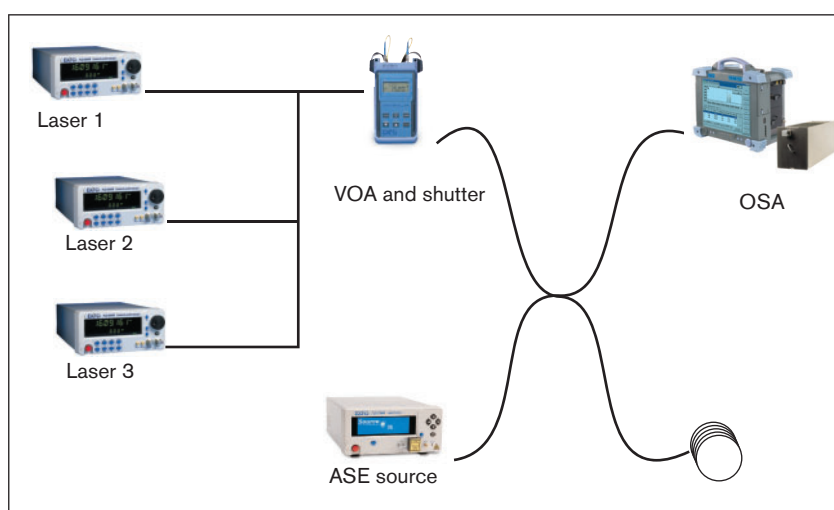 Laser 1
Laser 2
Laser 3
VOA and shutter
OSA
ASE source